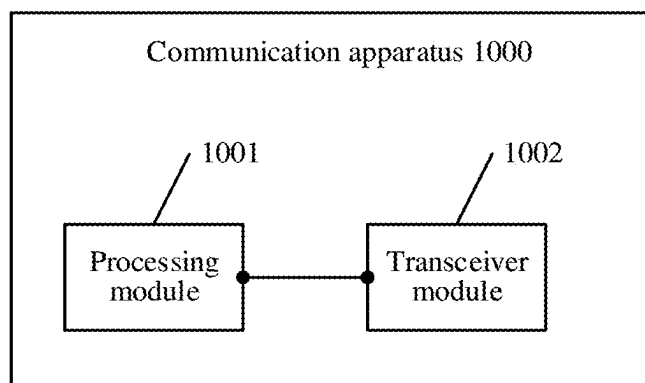 Communication apparatus 1000
1001
1002
Processing
module
Transceiver
module